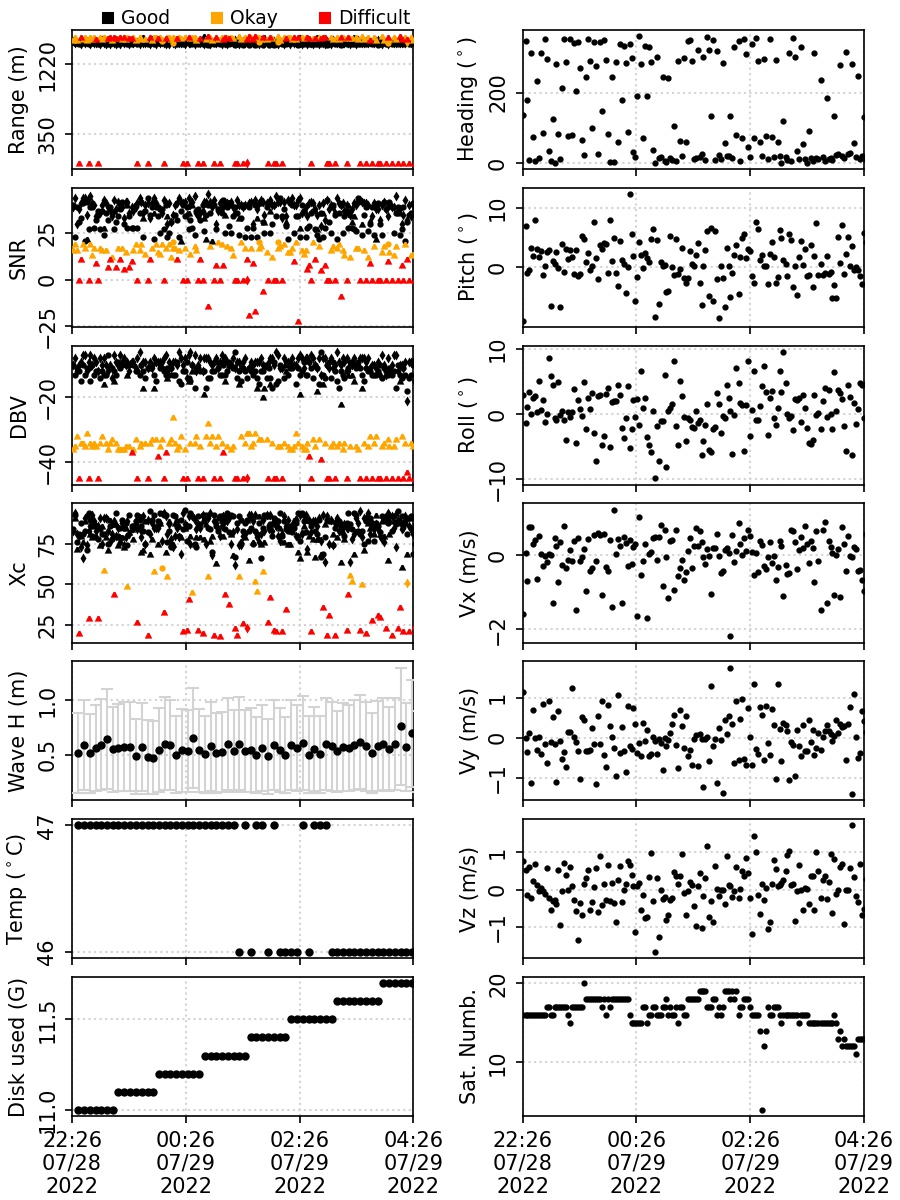 Good Okay Difficult
Range (m)
1220
350
Heading (°)
200
0
SNR
25
0
−25
Pitch (°)
10
0
DBV
−20
−40
Roll (°)
10
0
−10
Xc
75
50
25
Vx (m/s)
0
−2
Wave H (m)
1.0
0.5
Vy (m/s)
1
0
−1
Temp (°C)
47
46
Vz (m/s)
1
0
−1
Disk used (G)
11.5
11.0
Sat. Numb.
20
10
22:26 00:26 02:26 04:26 22:26 00:26 02:26 04:26
07/28 07/29 07/29 07/29 07/28 07/29 07/29 07/29
2022 2022 2022 2022 2022 2022 2022 2022